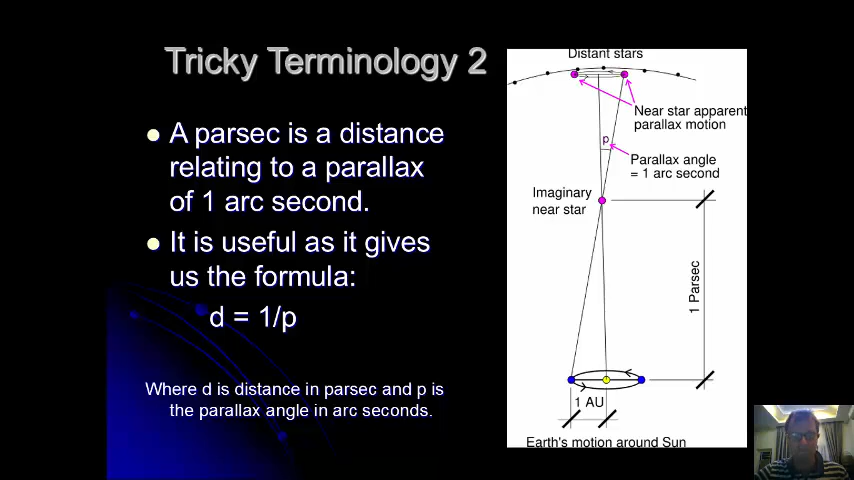 Tricky Terminology 2
A parsec is a distance
relating to a parallax
of 1 arc second.
It is useful as it gives
us the formula:
d = 1/p
Where d is distance in parsec and p is
the parallax angle in arc seconds.
Distant stars
Near star apparent
parallax motion
p
Parallax angle
= 1 arc second
Imaginary
near star
1 Parsec
1 AU
Earth's motion around Sun